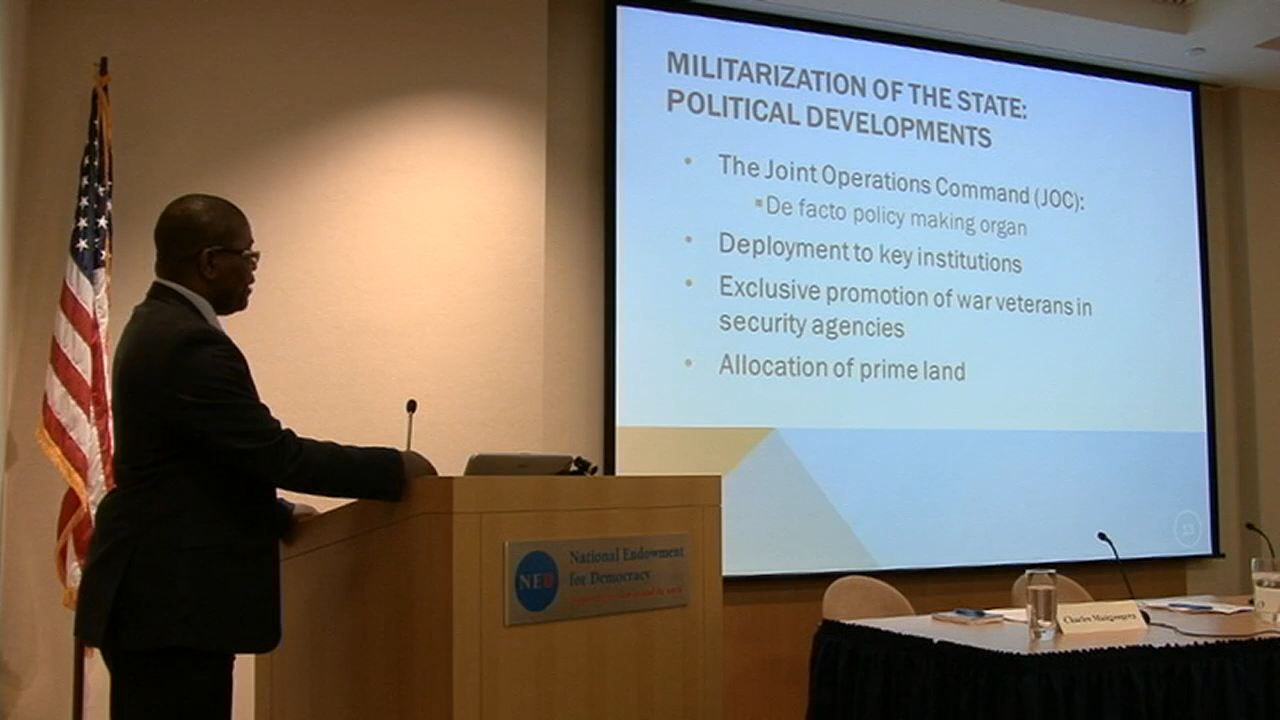 MILITARIZATION OF THE STATE:
POLITICAL DEVELOPMENTS
• The Joint Operations Command (JOC):
▪De facto policy making organ
• Deployment to key institutions
• Exclusive promotion of war veterans in
security agencies
• Allocation of prime land
13
NED
National Endowment
for Democracy
Charles Mangongera